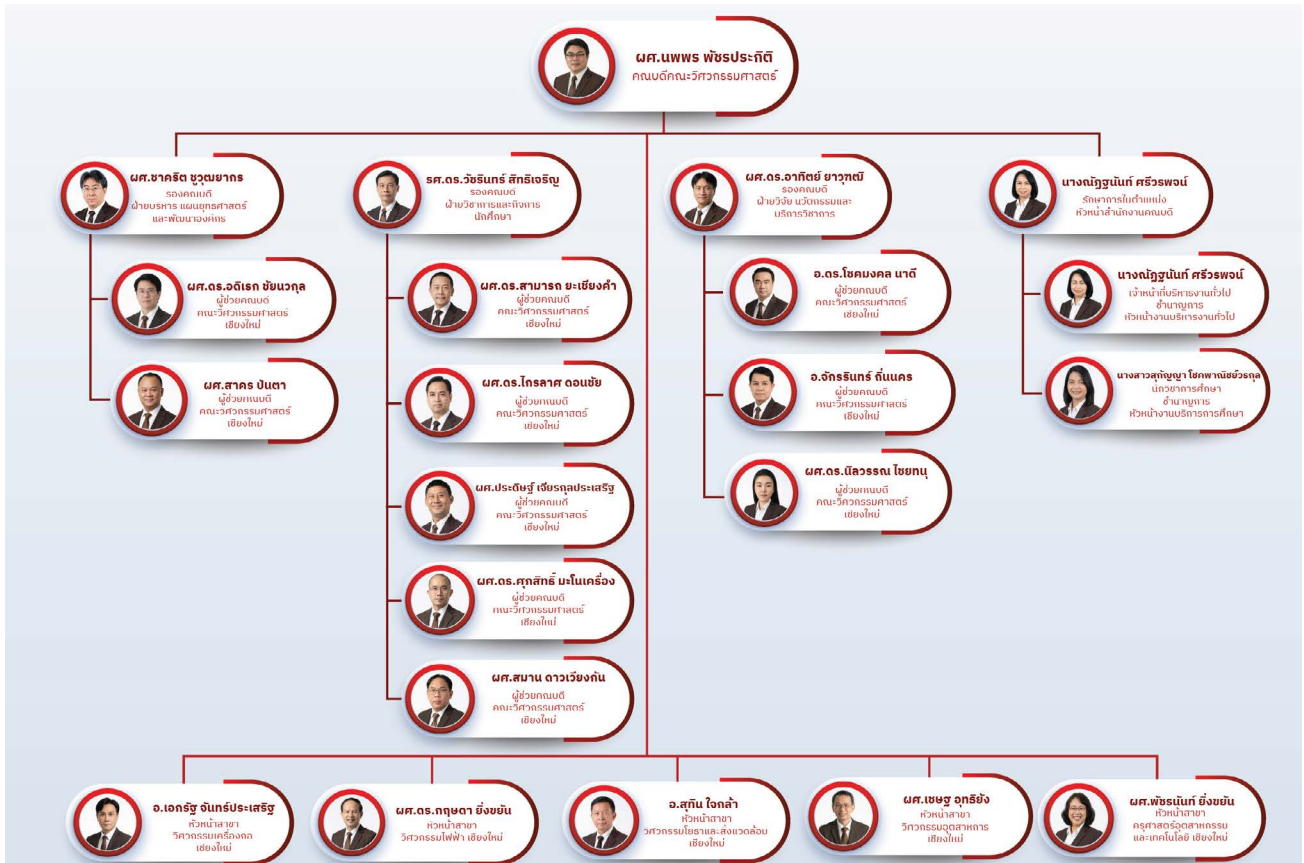 ผศ.นพพร พัชรประกิติ
คณบดีคณะวิศวกรรมศาสตร์
ผศ.ชาคริต ชูวุฒยากร
รองคณบดี
ฝ่ายบริหาร แผนยุทธศาสตร์
และพัฒนาองค์กร
รศ.ดร.วัชรินทร์ สิทธิเจริญ
รองคณบดี
ฝ่ายวิชาการและกิจการ
นักศึกษา
ผศ.ดร.อาทิตย์ ยาวุฑฒิ
รองคณบดี
ฝ่ายวิจัย นวัตกรรมและ
บริการวิชาการ
นางณัฏฐนันท์ ศรีวรพจน์
รักษาการในตำแหน่ง
หัวหน้าสำนักงานคณบดี
ผศ.ดร.อดิเรก ชัยนวกุล
ผู้ช่วยคณบดี
คณะวิศวกรรมศาสตร์
เชียงใหม่
ผศ.สาคร ปันตา
ผู้ช่วยคณบดี
คณะวิศวกรรมศาสตร์
เชียงใหม่
ผศ.ดร.สามารถ ยะเชียงคำ
ผู้ช่วยคณบดี
คณะวิศวกรรมศาสตร์
เชียงใหม่
ผศ.ดร.ไกรลาศ ดอนชัย
ผู้ช่วยคณบดี
คณะวิศวกรรมศาสตร์
เชียงใหม่
ผศ.ประดิษฐ์ เจียรกุลประเสริฐ
ผู้ช่วยคณบดี
คณะวิศวกรรมศาสตร์
เชียงใหม่
ผศ.ดร.ศุภสิทธิ์ มะโนเครื่อง
ผู้ช่วยคณบดี
คณะวิศวกรรมศาสตร์
เชียงใหม่
ผศ.สมาน ดาวเวียงกัน
ผู้ช่วยคณบดี
คณะวิศวกรรมศาสตร์
เชียงใหม่
อ.ดร.โชคมงคล นาดี
ผู้ช่วยคณบดี
คณะวิศวกรรมศาสตร์
เชียงใหม่
อ.จักรรินทร์ ถิ่นนคร
ผู้ช่วยคณบดี
คณะวิศวกรรมศาสตร์
เชียงใหม่
ผศ.ดร.นิลวรรณ ไชยทนุ
ผู้ช่วยคณบดี
คณะวิศวกรรมศาสตร์
เชียงใหม่
นางณัฏฐนันท์ ศรีวรพจน์
เจ้าหน้าที่บริหารงานทั่วไป
ชำนาญการ
หัวหน้างานบริหารงานทั่วไป
นางสาวสุกัญญา โชคพาณิชย์วรกุล
นักวิชาการศึกษา
ชำนาญการ
หัวหน้างานบริการการศึกษา
อ.เอกรัฐ จันทร์ประเสริฐ
หัวหน้าสาขา
วิศวกรรมเครื่องกล
เชียงใหม่
ผศ.ดร.กฤษดา ยิ่งขยัน
หัวหน้าสาขา
วิศวกรรมไฟฟ้า เชียงใหม่
อ.สุทิน ใจกล้า
หัวหน้าสาขา
วิศวกรรมโยธาและสิ่งแวดล้อม
เชียงใหม่
ผศ.เชษฐ อุทธิยัง
หัวหน้าสาขา
วิศวกรรมอุตสาหการ
เชียงใหม่
ผศ.พัชรนันท์ ยิ่งขยัน
หัวหน้าสาขา
ครุศาสตร์อุตสาหกรรม
และเทคโนโลยี เชียงใหม่